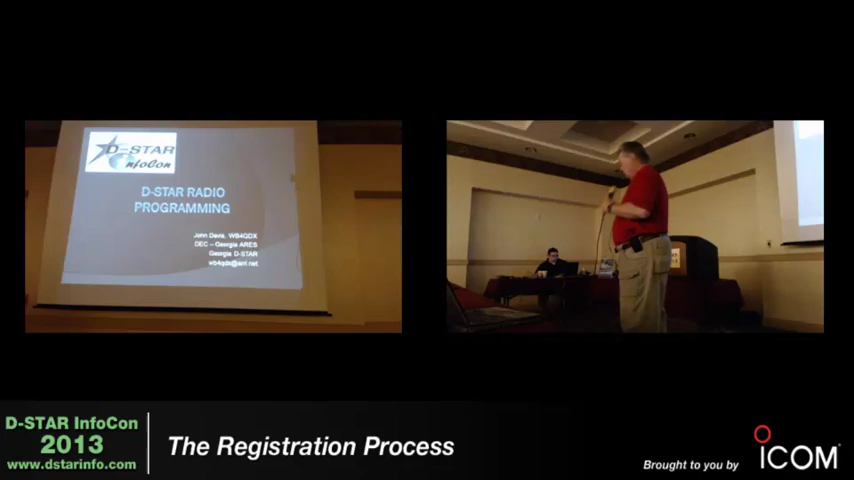 D-STAR
InfoCon
D-STAR RADIO
PROGRAMMING
John Davis, WB4QDX
DEC – Georgia ARES
Georgia D-STAR
wb4qdx@arrl.net
D-STAR InfoCon
2013
www.dstarinfo.com
The Registration Process
Brought to you by
ICOM